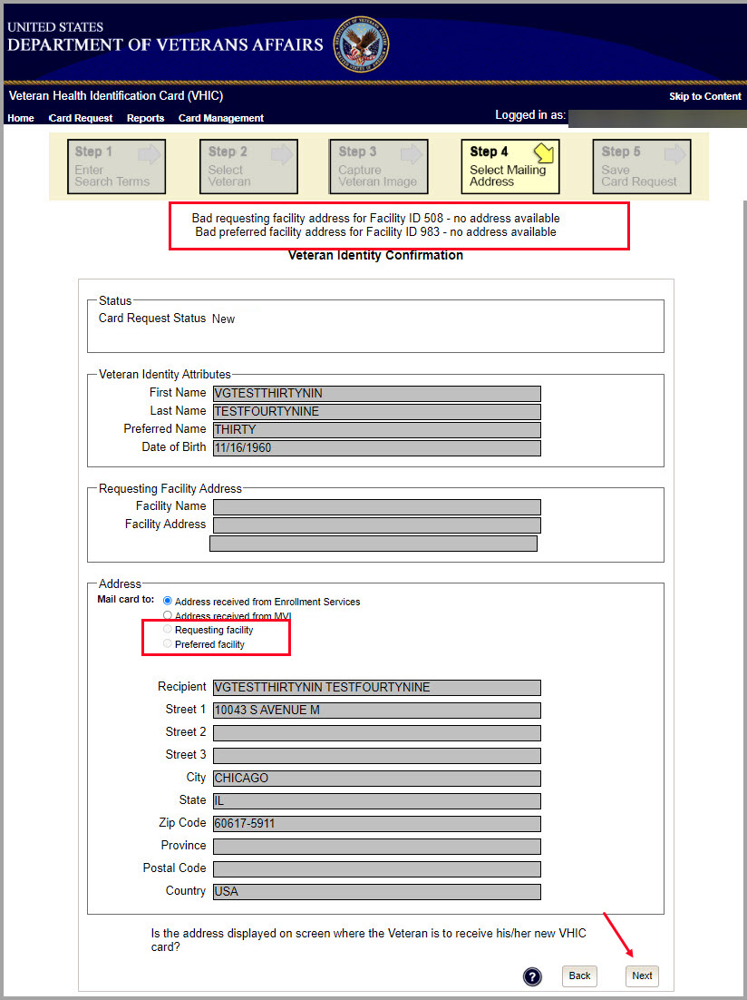 UNITED STATES
DEPARTMENT OF VETERANS AFFAIRS
Veteran Health Identification Card (VHIC)
Skip to Content
Home Card Request Reports Card Management
Logged in as:
Step 1
Enter
Search Terms
Step 2
Select
Veteran
Step 3
Capture
Veteran Image
Step 4
Select Mailing
Address
Step 5
Save
Card Request
Bad requesting facility address for Facility ID 508 - no address available
Bad preferred facility address for Facility ID 983 - no address available
Veteran Identity Confirmation
Status
Card Request Status New
Veteran Identity Attributes
First Name VGTESTTHIRTYNIN
Last Name TESTFOURTYNINE
Preferred Name THIRTY
Date of Birth 11/16/1960
Requesting Facility Address
Facility Name
Facility Address
Address
Mail card to: Address received from Enrollment Services
Address received from MVI
Requesting facility
Preferred facility
Recipient VGTESTTHIRTYNIN TESTFOURTYNINE
Street 1 10043 S AVENUE M
Street 2
Street 3
City CHICAGO
State IL
Zip Code 60617-5911
Province
Postal Code
Country USA
Is the address displayed on screen where the Veteran is to receive his/her new VHIC
card?
? Back Next